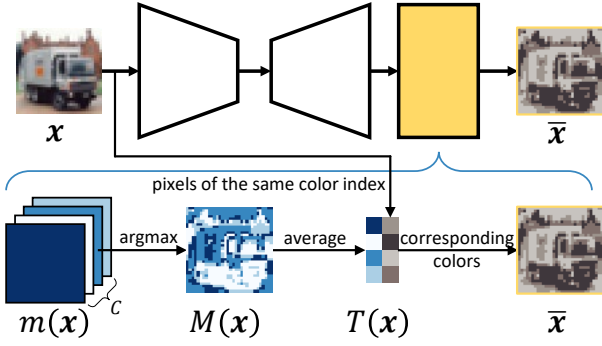 𝒙
x̅
pixels of the same color index
argmax
average
corresponding
colors
C
m(𝒙)
M(𝒙)
T(𝒙)
x̅